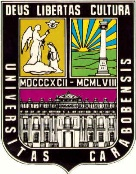 DEUS LIBERTAS CULTURA
MDCCCXCII - MCMLVIII
UNIVERSITAS CARABOBENSIS